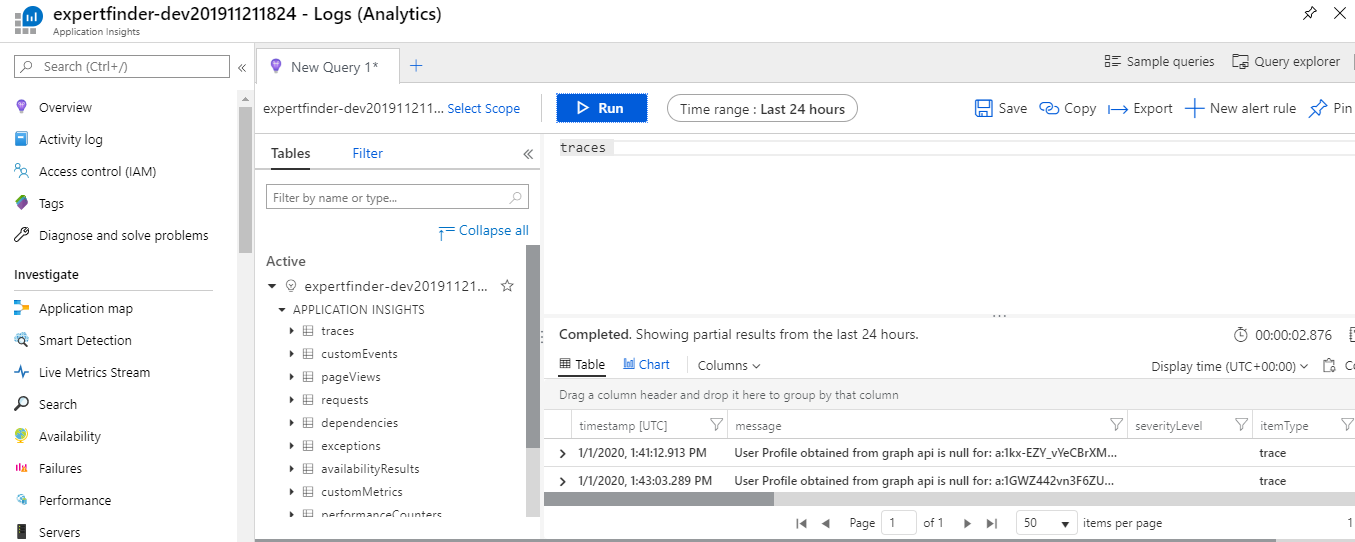 expertfinder-dev201911211824 - Logs (Analytics)
Application Insights
Search (Ctrl+/)
Overview
Activity log
Access control (IAM)
Tags
Diagnose and solve problems
Investigate
Application map
Smart Detection
Live Metrics Stream
Search
Availability
Failures
Performance
Servers
New Query 1*
Sample queries
Query explorer
expertfinder-dev201911211... Select Scope
Run
Time range : Last 24 hours
Save
Copy
Export
New alert rule
Pin
Tables
Filter
Filter by name or type...
Collapse all
Active
expertfinder-dev20191121...
APPLICATION INSIGHTS
traces
customEvents
pageViews
requests
dependencies
exceptions
availabilityResults
customMetrics
performanceCounters
traces
Completed. Showing partial results from the last 24 hours.
00:00:02.876
Table
Chart
Columns
Display time (UTC+00:00)
Drag a column header and drop it here to group by that column
timestamp [UTC] message severityLevel itemType
1/1/2020, 1:41:12.913 PM User Profile obtained from graph api is null for: a:1kx-EZY_vYeCBrXM... trace
1/1/2020, 1:43:03.289 PM User Profile obtained from graph api is null for: a:1GWZ442vn3F6ZU... trace
Page 1 of 1
50 items per page
1